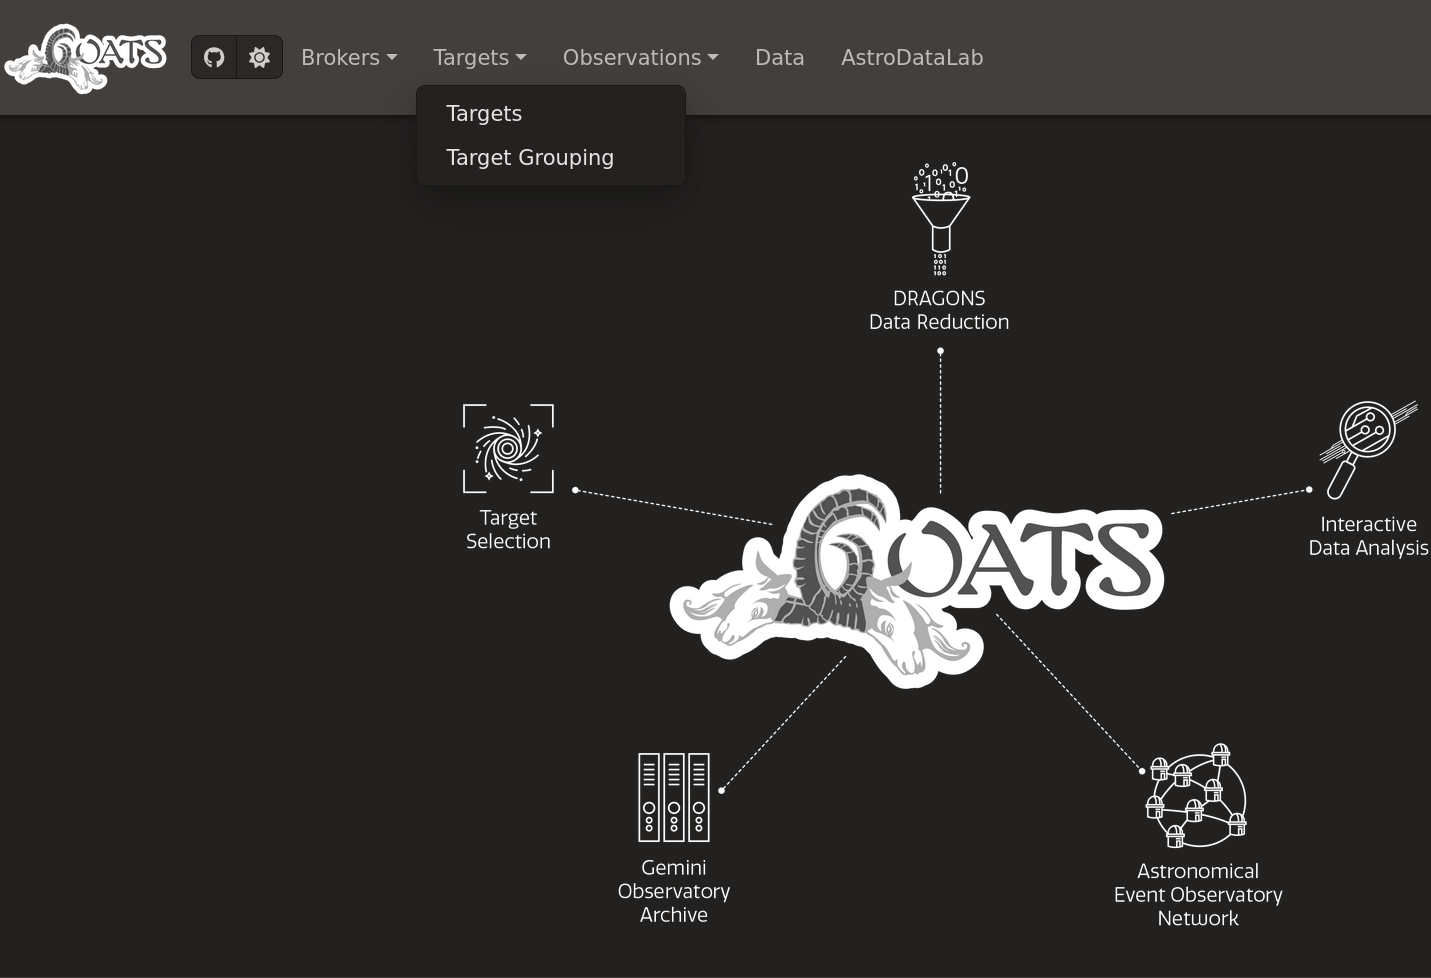 GOATS
Brokers
Targets
Observations
Data
AstroDataLab
Targets
Target Grouping
DRAGONS
Data Reduction
Target
Selection
Interactive
Data Analysis
GOATS
Gemini
Observatory
Archive
Astronomical
Event Observatory
Network